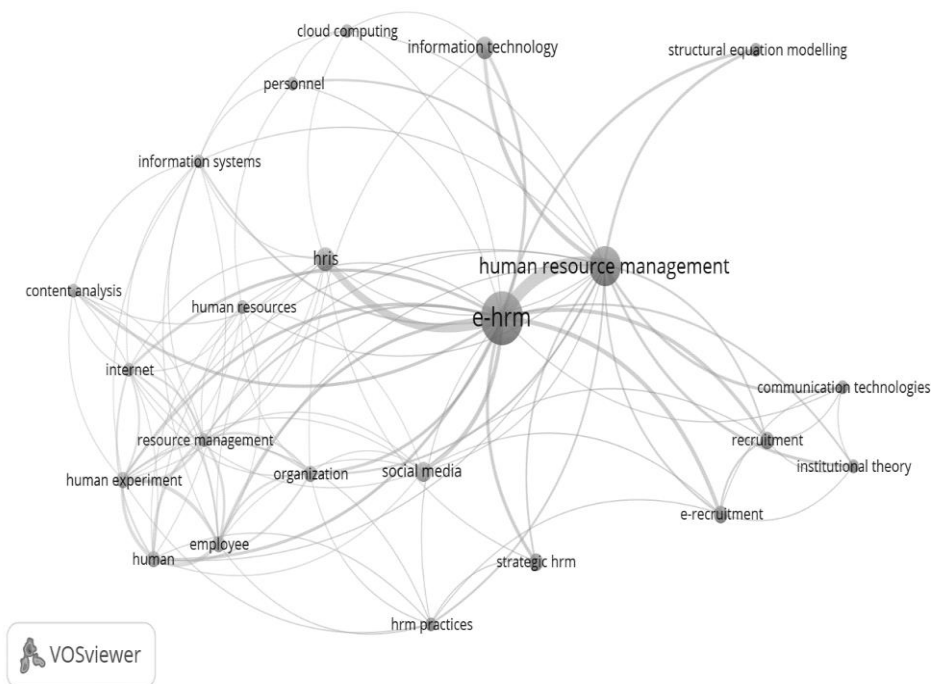 cloud computing
information technology
structural equation modelling
personnel
information systems
hris
human resource management
content analysis
human resources
e-hrm
internet
communication technologies
resource management
recruitment
human experiment
organization
social media
institutional theory
e-recruitment
employee
human
strategic hrm
hrm practices
VOSviewer